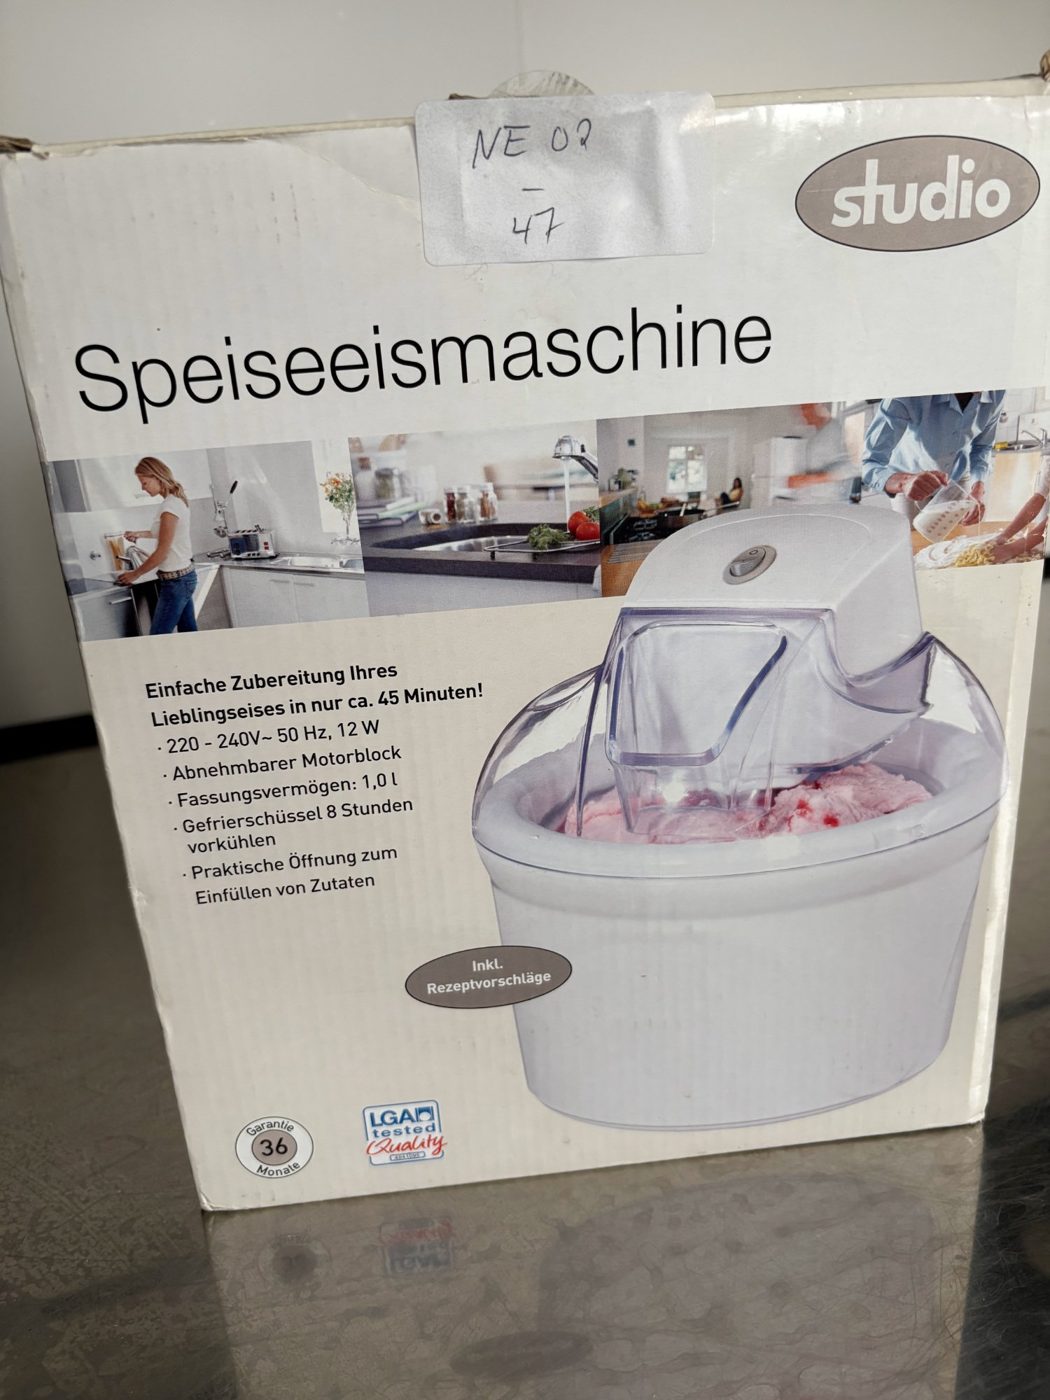 NE 02
-
47
studio
Speiseeismaschine
Einfache Zubereitung Ihres
Lieblingseises in nur ca. 45 Minuten!
· 220 - 240V~ 50 Hz, 12 W
· Abnehmbarer Motorblock
· Fassungsvermögen: 1,0 l
· Gefrierschüssel 8 Stunden
vorkühlen
· Praktische Öffnung zum
Einfüllen von Zutaten
Inkl.
Rezeptvorschläge
Garantie
36
Monate
LGA
tested
Quality